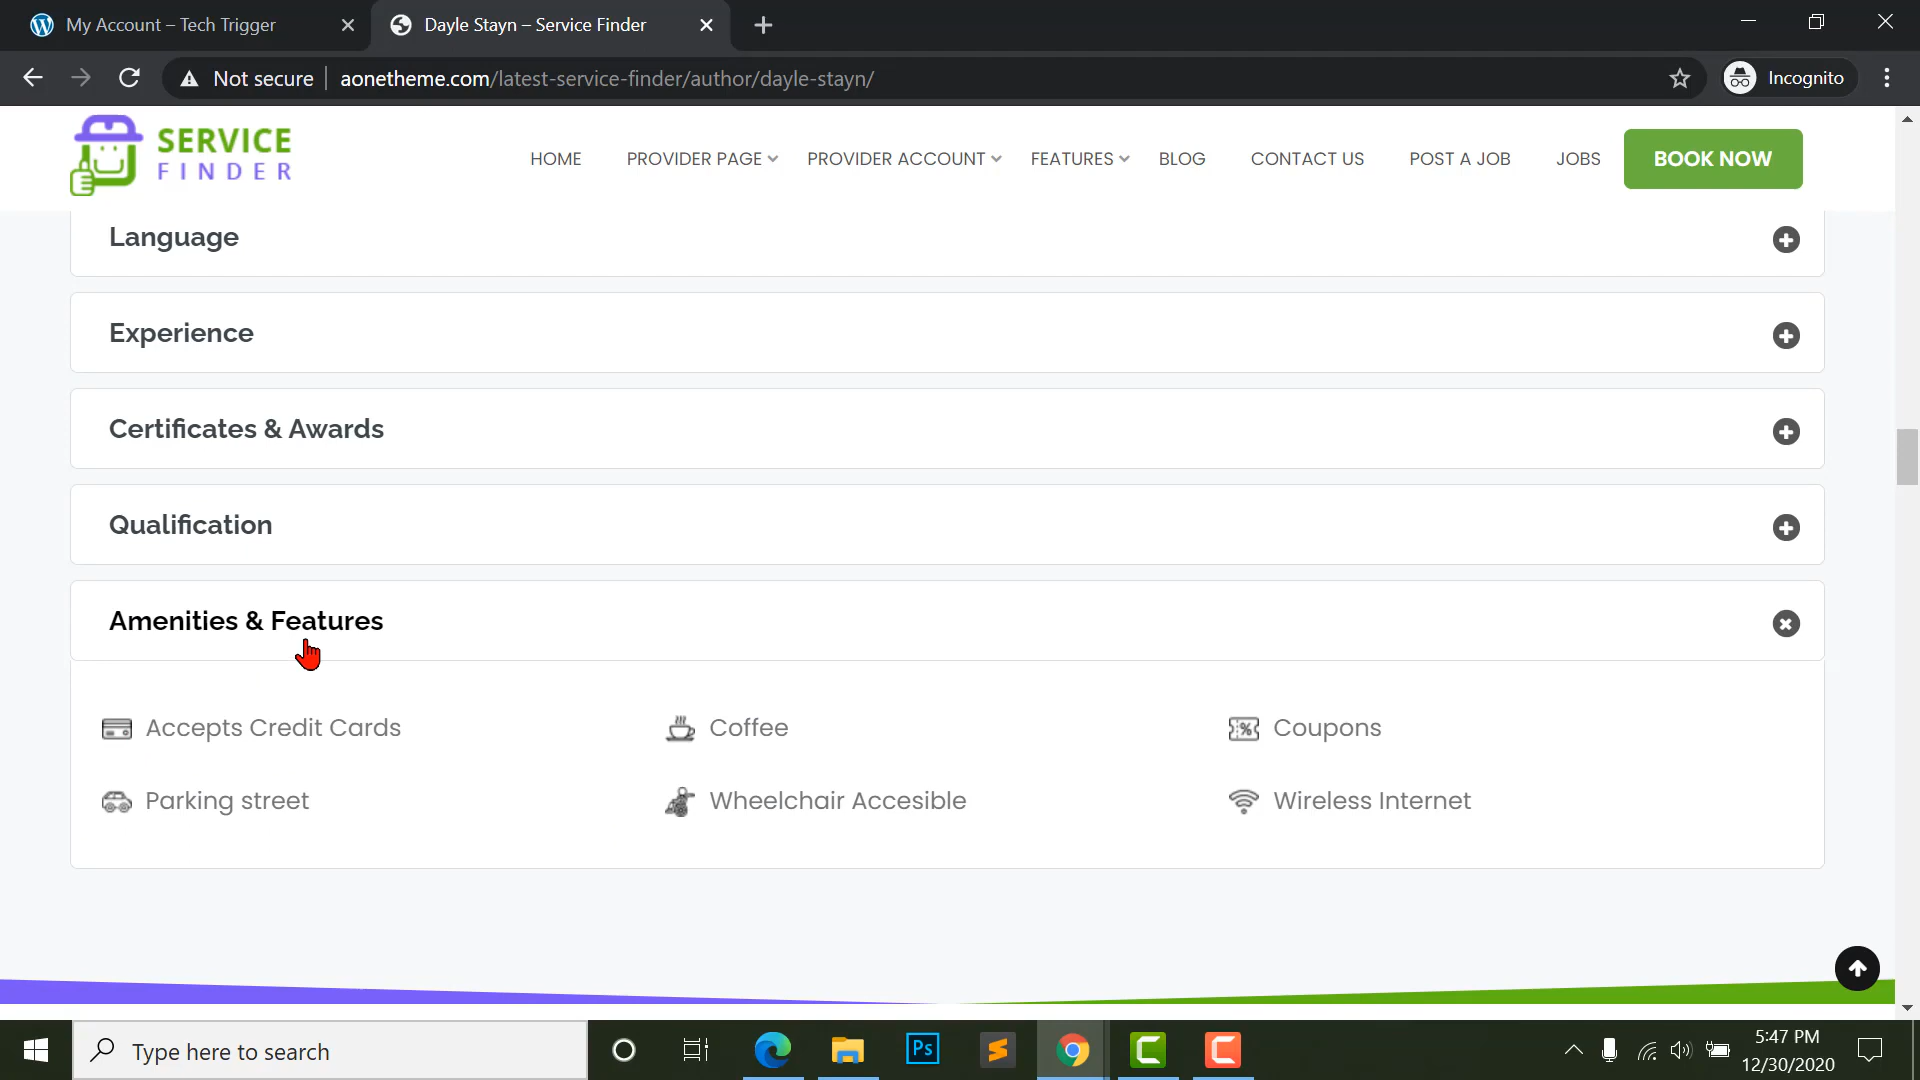 My Account – Tech Trigger
Dayle Stayn – Service Finder
Not secure
aonetheme.com/latest-service-finder/author/dayle-stayn/
Incognito
SERVICE
FINDER
HOME
PROVIDER PAGE
PROVIDER ACCOUNT
FEATURES
BLOG
CONTACT US
POST A JOB
JOBS
BOOK NOW
Language
Experience
Certificates & Awards
Qualification
Amenities & Features
Accepts Credit Cards
Coffee
Coupons
Parking street
Wheelchair Accesible
Wireless Internet
Type here to search
Ps
5:47 PM
12/30/2020